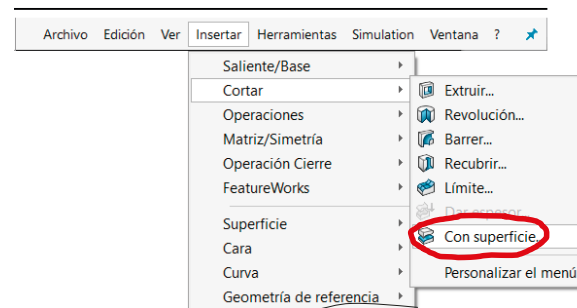 Archivo Edición Ver Insertar Herramientas Simulation Ventana ?
Saliente/Base
Cortar
Operaciones
Matriz/Simetría
Operación Cierre
FeatureWorks
Superficie
Cara
Curva
Geometría de referencia
Extruir...
Revolución...
Barrer...
Recubrir...
Límite...
Dar espesor...
Con superficie...
Personalizar el menú